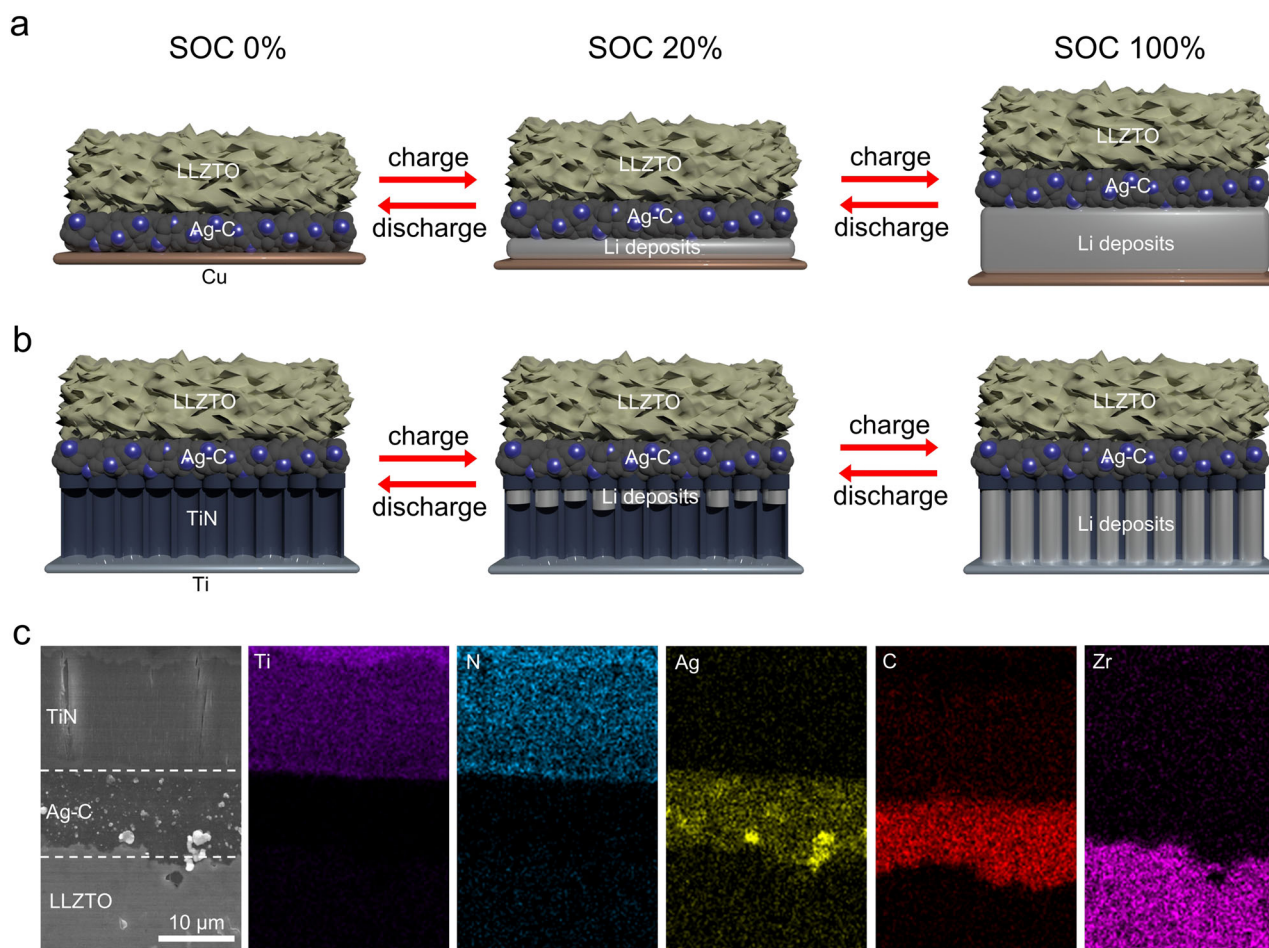 a
SOC 0%
SOC 20%
SOC 100%
LLZTO
Ag-C
Cu
charge
discharge
LLZTO
Ag-C
Li deposits
charge
discharge
LLZTO
Ag-C
Li deposits
b
LLZTO
Ag-C
TiN
Ti
charge
discharge
LLZTO
Ag-C
Li deposits
charge
discharge
LLZTO
Ag-C
Li deposits
c
TiN
Ag-C
LLZTO
10 μm
Ti
N
Ag
C
Zr